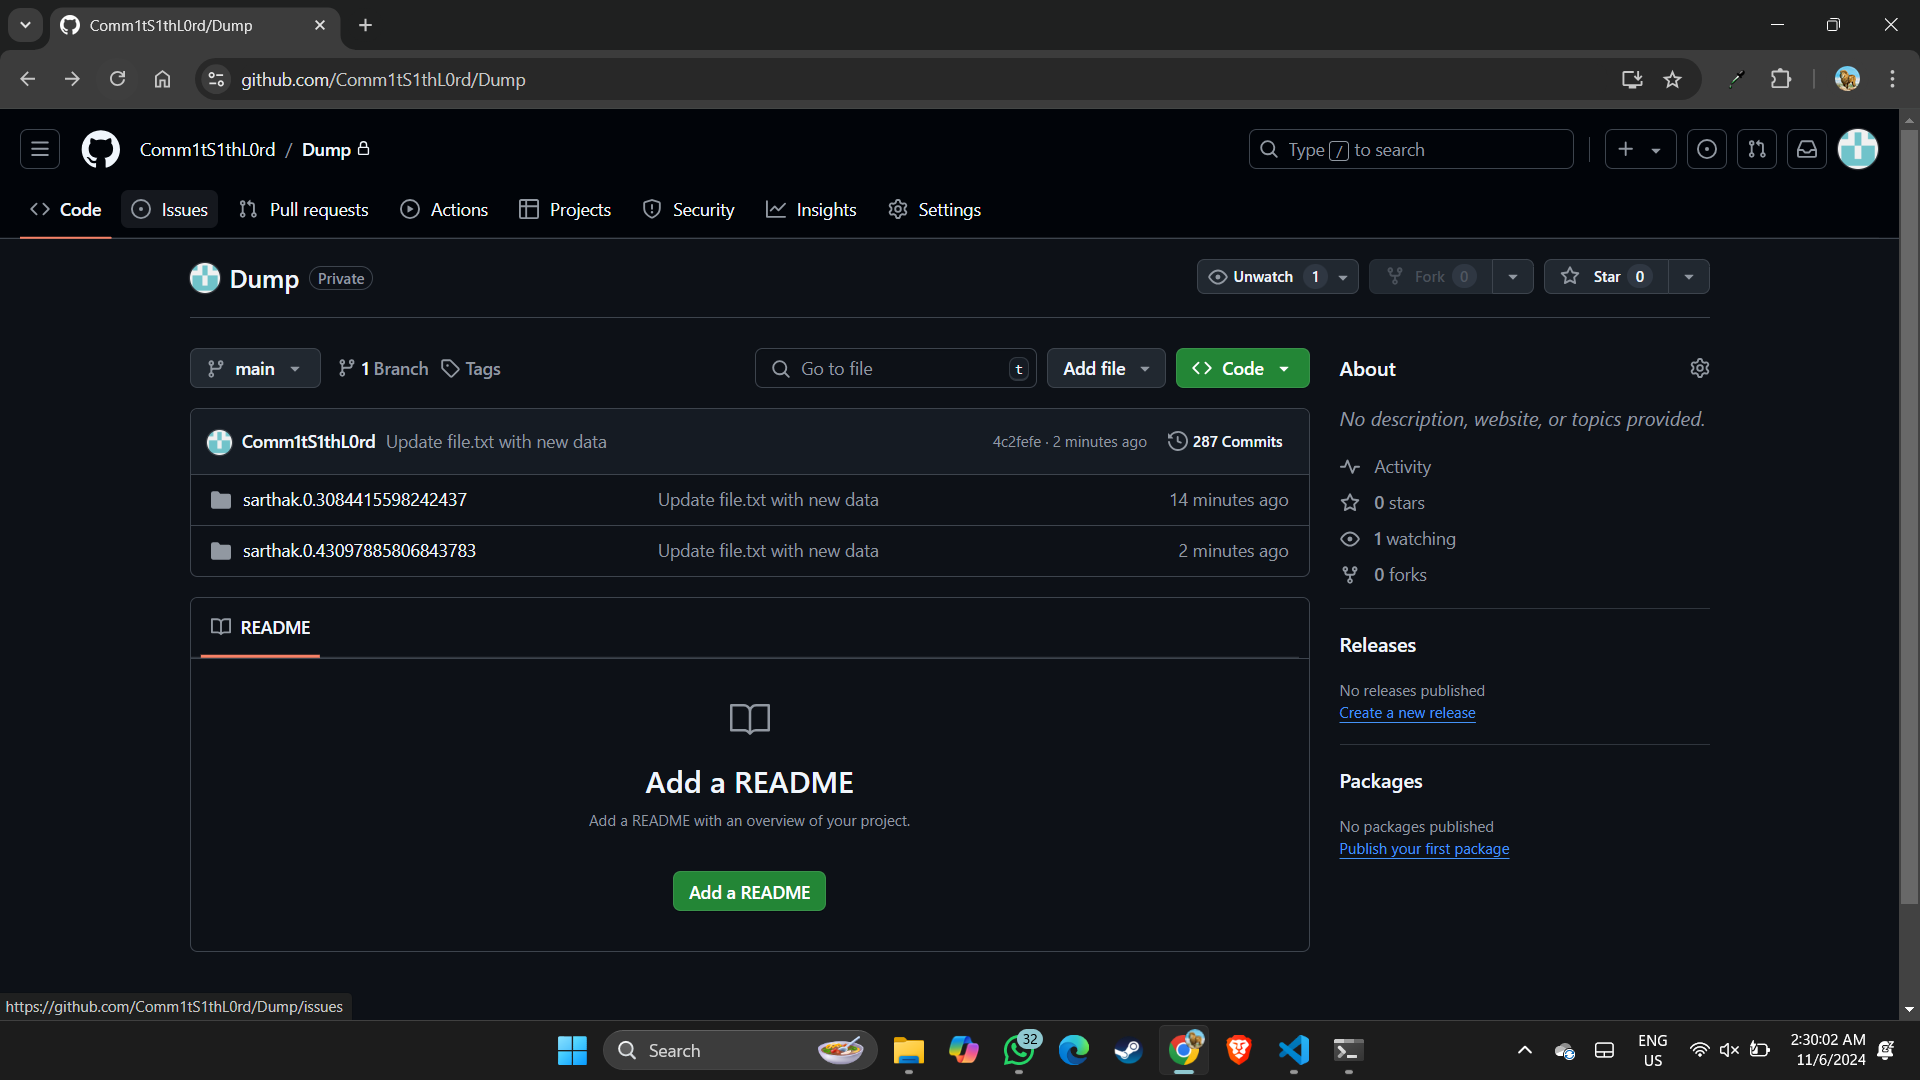 Comm1tS1thL0rd/Dump
github.com/Comm1tS1thL0rd/Dump
Comm1tS1thL0rd / Dump
Type / to search
Code Issues Pull requests Actions Projects Security Insights Settings
Dump Private
Unwatch 1 Fork 0 Star 0
main 1 Branch Tags
Go to file t
Add file
Code
Comm1tS1thL0rd Update file.txt with new data 4c2fefe · 2 minutes ago 287 Commits
sarthak.0.3084415598242437 Update file.txt with new data 14 minutes ago
sarthak.0.43097885806843783 Update file.txt with new data 2 minutes ago
README
Add a README
Add a README with an overview of your project.
Add a README
About
No description, website, or topics provided.
Activity
0 stars
1 watching
0 forks
Releases
No releases published
Create a new release
Packages
No packages published
Publish your first package
https://github.com/Comm1tS1thL0rd/Dump/issues
Search
32
ENG
US
2:30:02 AM
11/6/2024